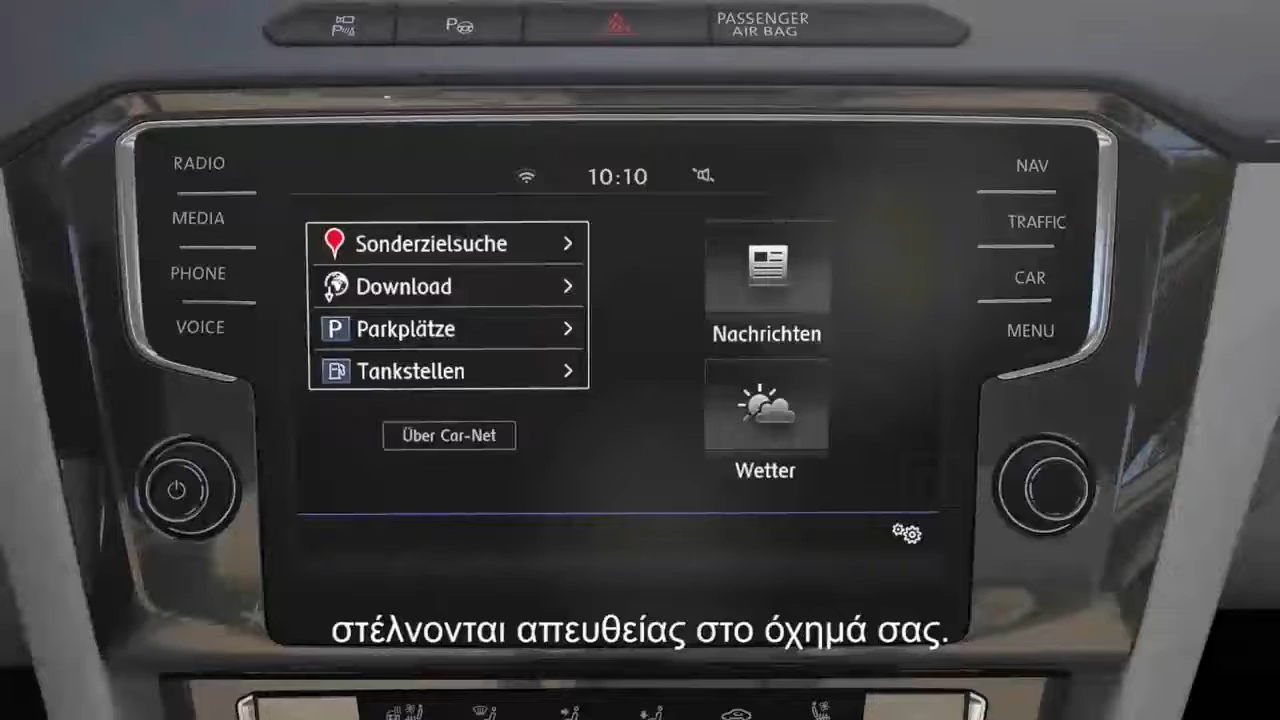 PASSENGER
AIR BAG
RADIO
MEDIA
PHONE
VOICE
10:10
Sonderzielsuche
Download
P Parkplätze
Tankstellen
Über Car-Net
Nachrichten
Wetter
NAV
TRAFFIC
CAR
MENU
στέλνονται απευθείας στο όχημά σας.